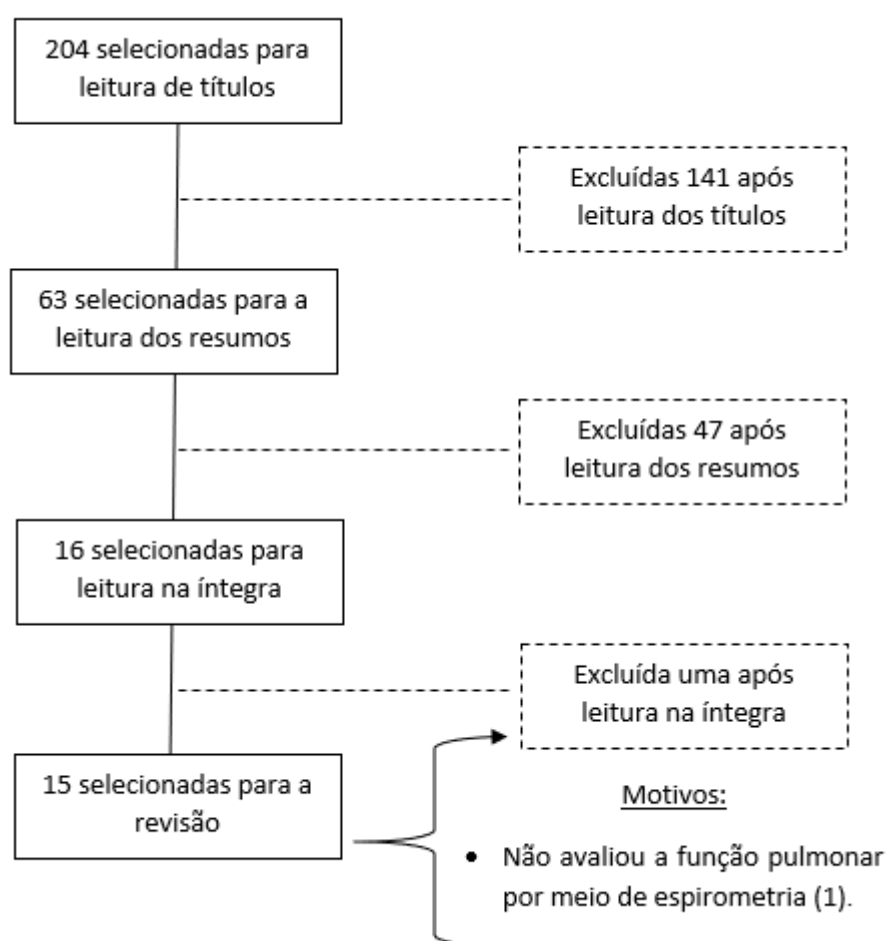 204 selecionadas para
leitura de títulos
Excluídas 141 após
leitura dos títulos
63 selecionadas para a
leitura dos resumos
Excluídas 47 após
leitura dos resumos
16 selecionadas para
leitura na íntegra
Excluída uma após
leitura na íntegra
15 selecionadas para a
revisão
Motivos:
• Não avaliou a função pulmonar
por meio de espirometria (1).